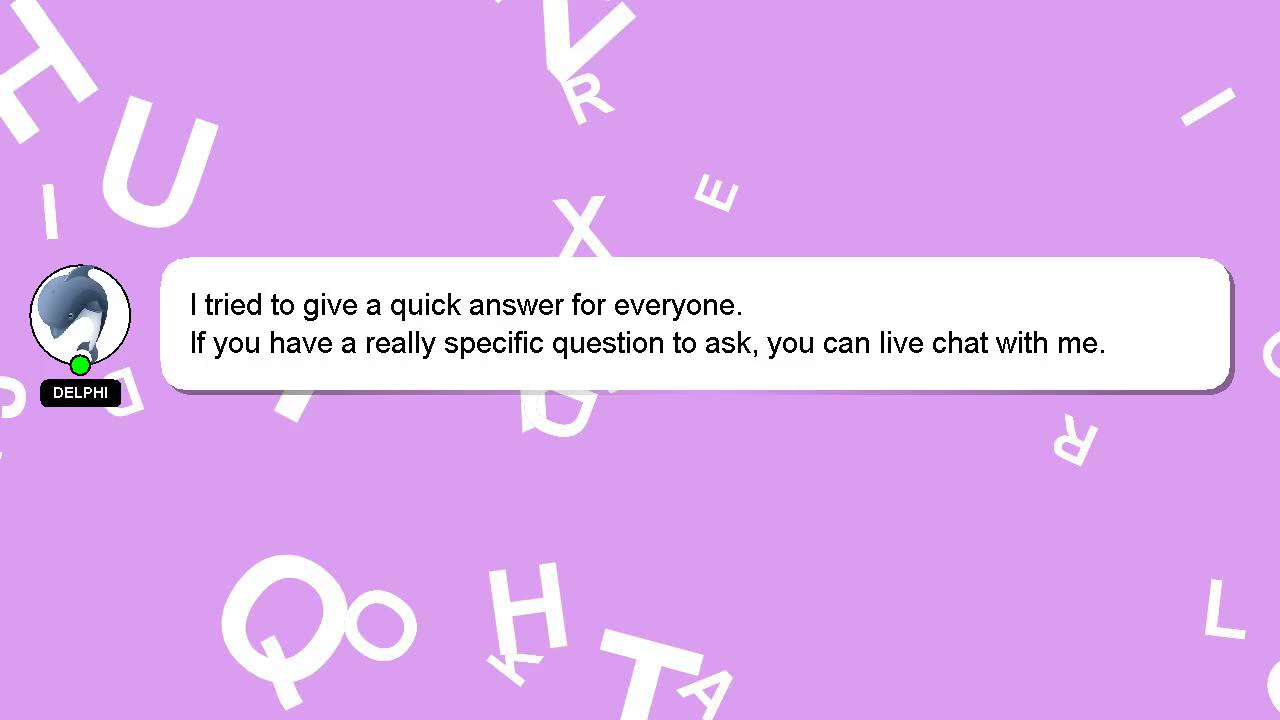 I tried to give a quick answer for everyone.
If you have a really specific question to ask, you can live chat with me.
DELPHI
H
U
I
V
R
E
X
I
D
R
Q
O
H
K
T
A
L